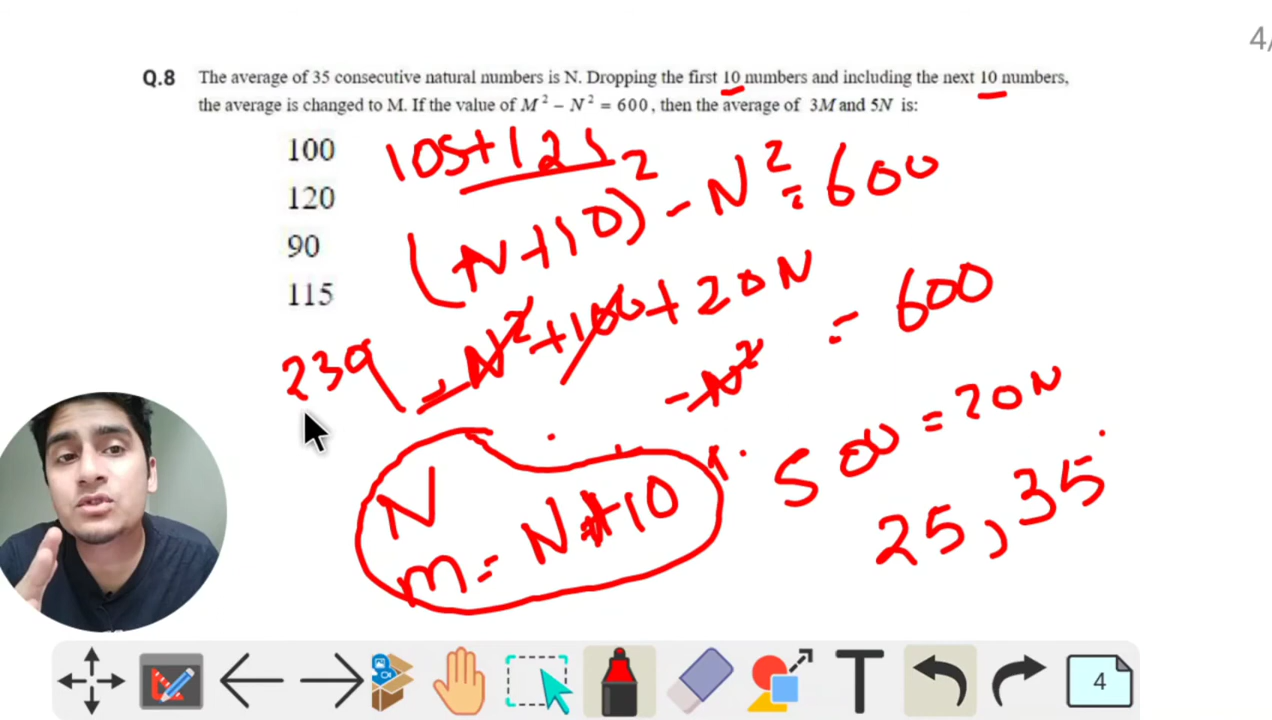 4/
Q.8 The average of 35 consecutive natural numbers is N. Dropping the first 10 numbers and including the next 10 numbers,
the average is changed to M. If the value of M² − N² = 600, then the average of 3M and 5N is:
100
120
90
115
105+125
(N+10)² - N² = 600
N²+100+20N
-N² = 600
239
500 = 20N
25, 35
N
m = N+10
T
4